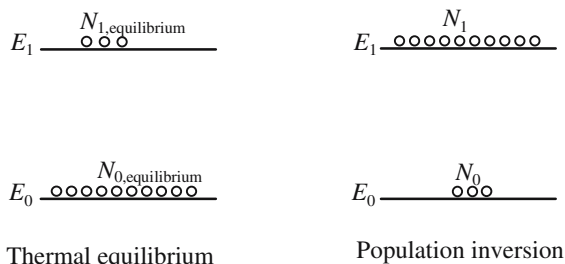 N1,equilibrium
E1
N0,equilibrium
E0
Thermal equilibrium
N1
E1
N0
E0
Population inversion